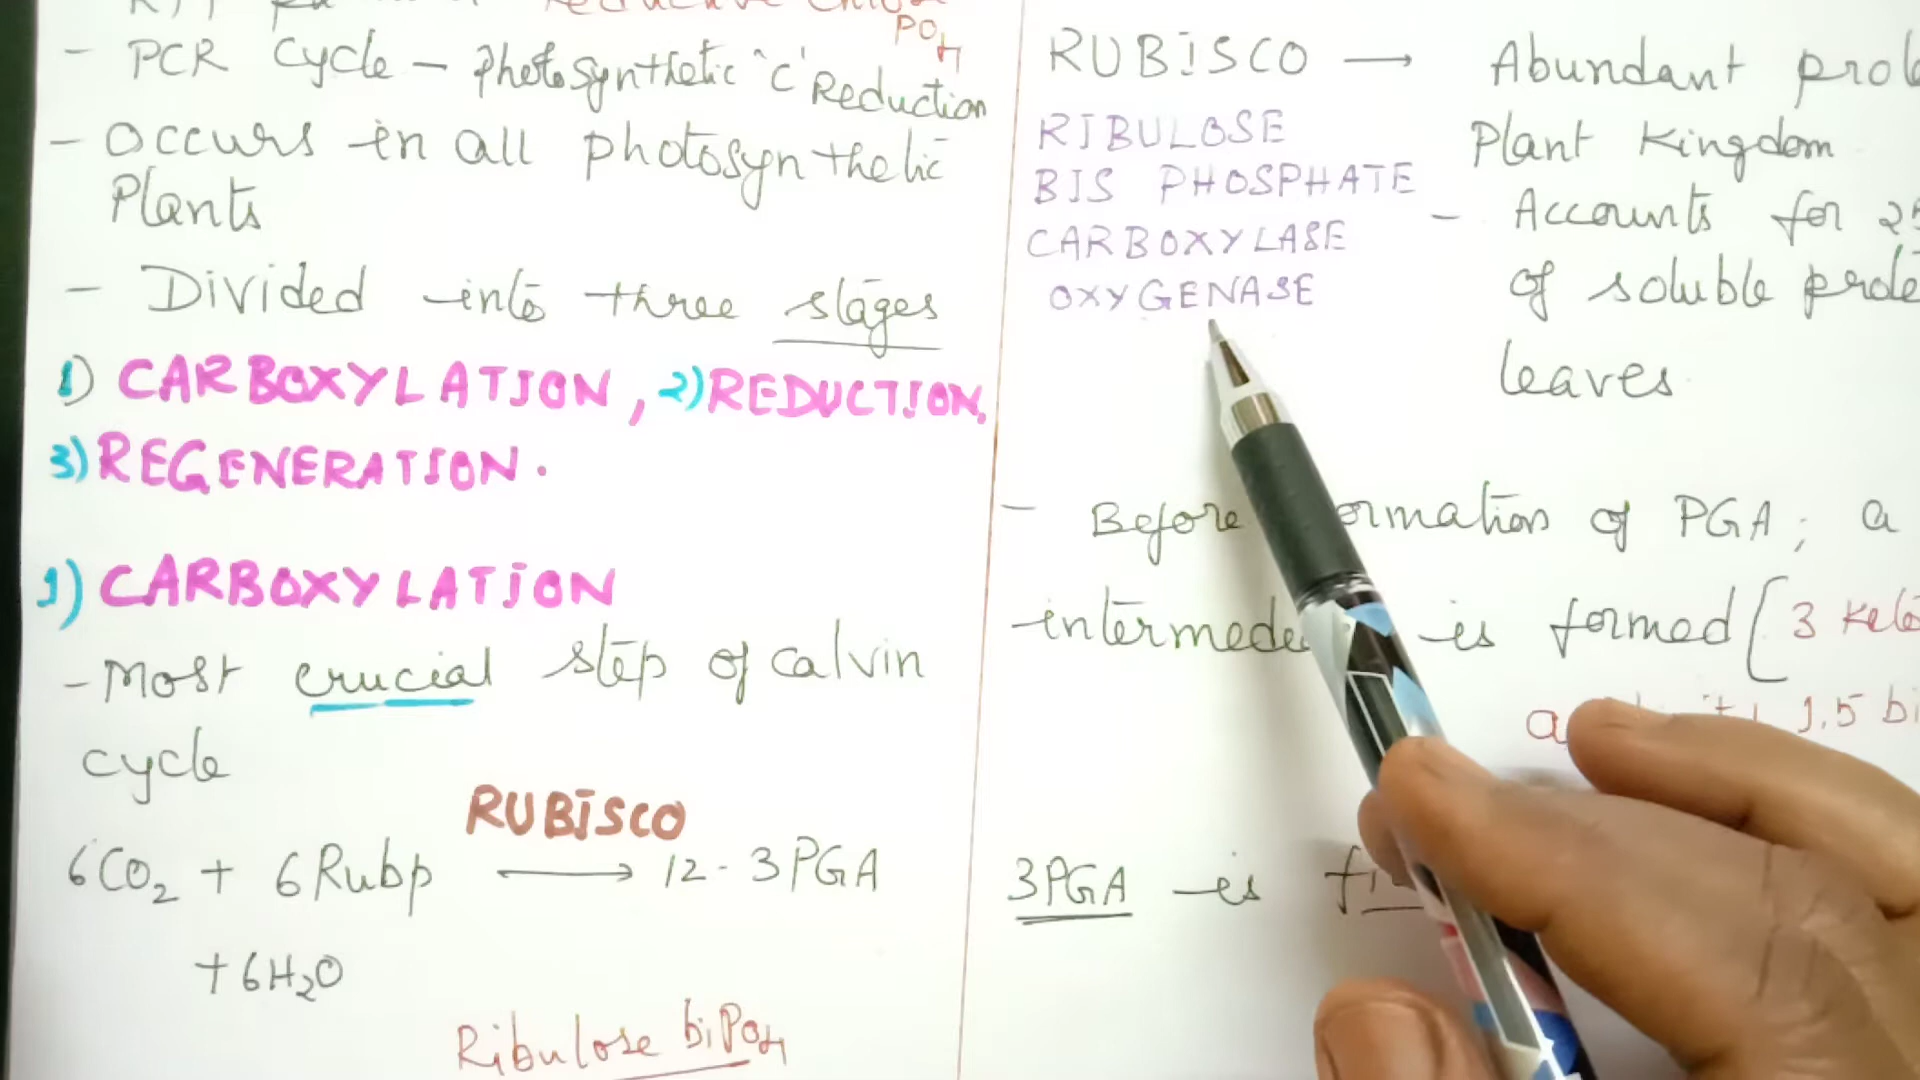 PO4
- PCR Cycle - Photosynthetic 'C' Reduction
- Occurs in all photosynthetic
Plants
- Divided into three stages
1) CARBOXYLATION, 2) REDUCTION,
3) REGENERATION.
1) CARBOXYLATION
- Most crucial step of calvin
cycle
RUBISCO
6CO2 + 6Rubp → 12 - 3PGA
+ 6H2O
Ribulose biPO4
RUBISCO → Abundant
RIBULOSE
BIS PHOSPHATE
CARBOXYLASE
OXYGENASE
Plant Kingdom
- Accounts for
of soluble
leaves
- Before formation of PGA; a
is formed [ 3 Keto
1,5 bi
3PGA is